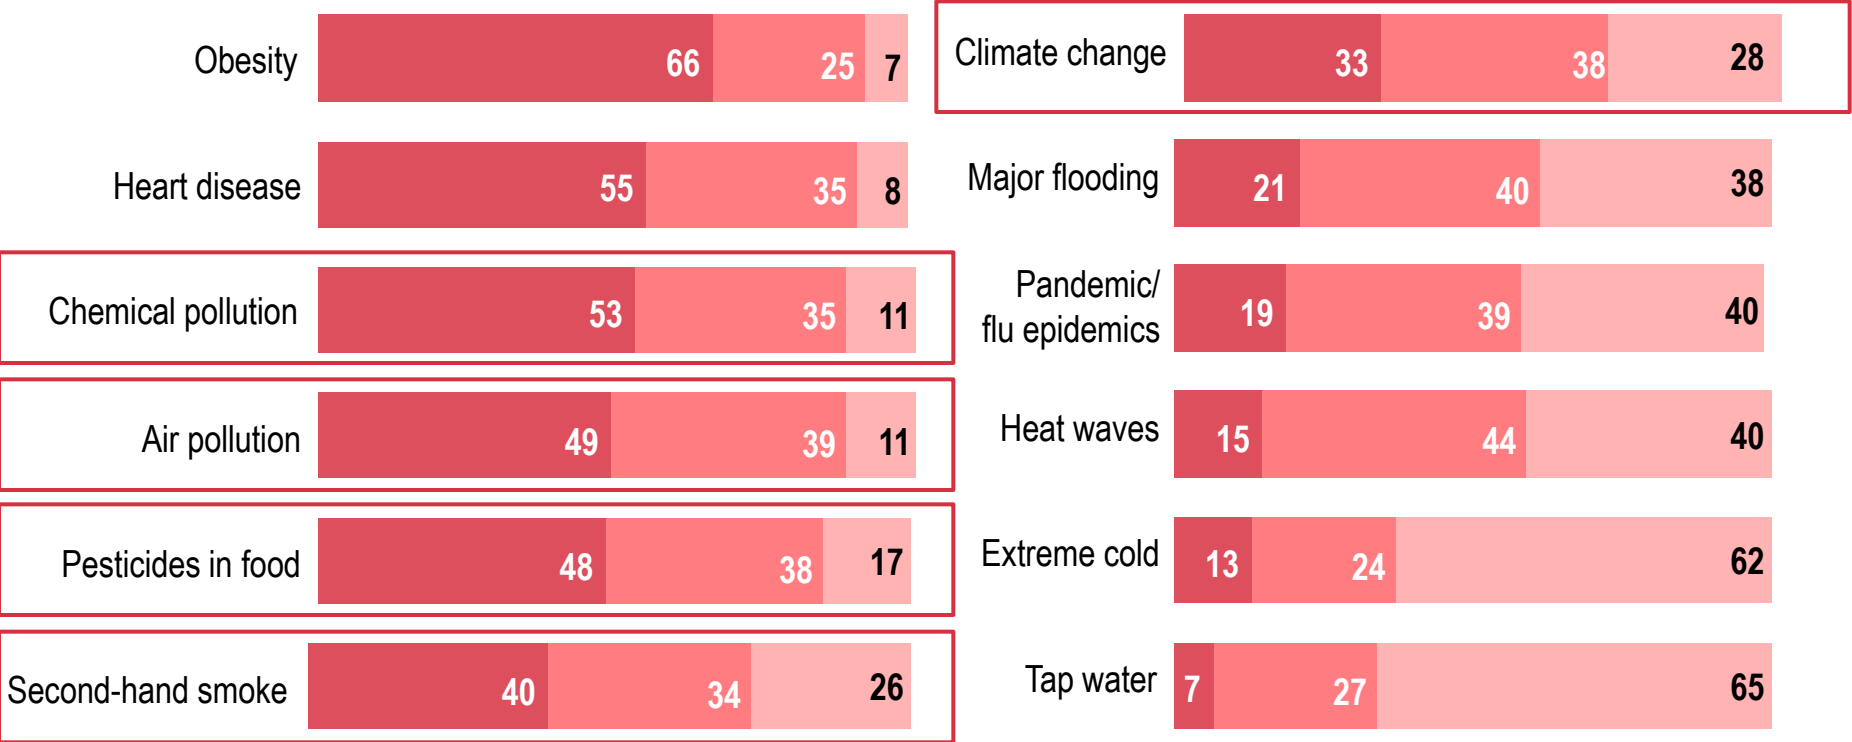 Obesity 66 25 7
Heart disease 55 35 8
Chemical pollution 53 35 11
Air pollution 49 39 11
Pesticides in food 48 38 17
Second-hand smoke 40 34 26
Climate change 33 38 28
Major flooding 21 40 38
Pandemic/
flu epidemics 19 39 40
Heat waves 15 44 40
Extreme cold 13 24 62
Tap water 7 27 65